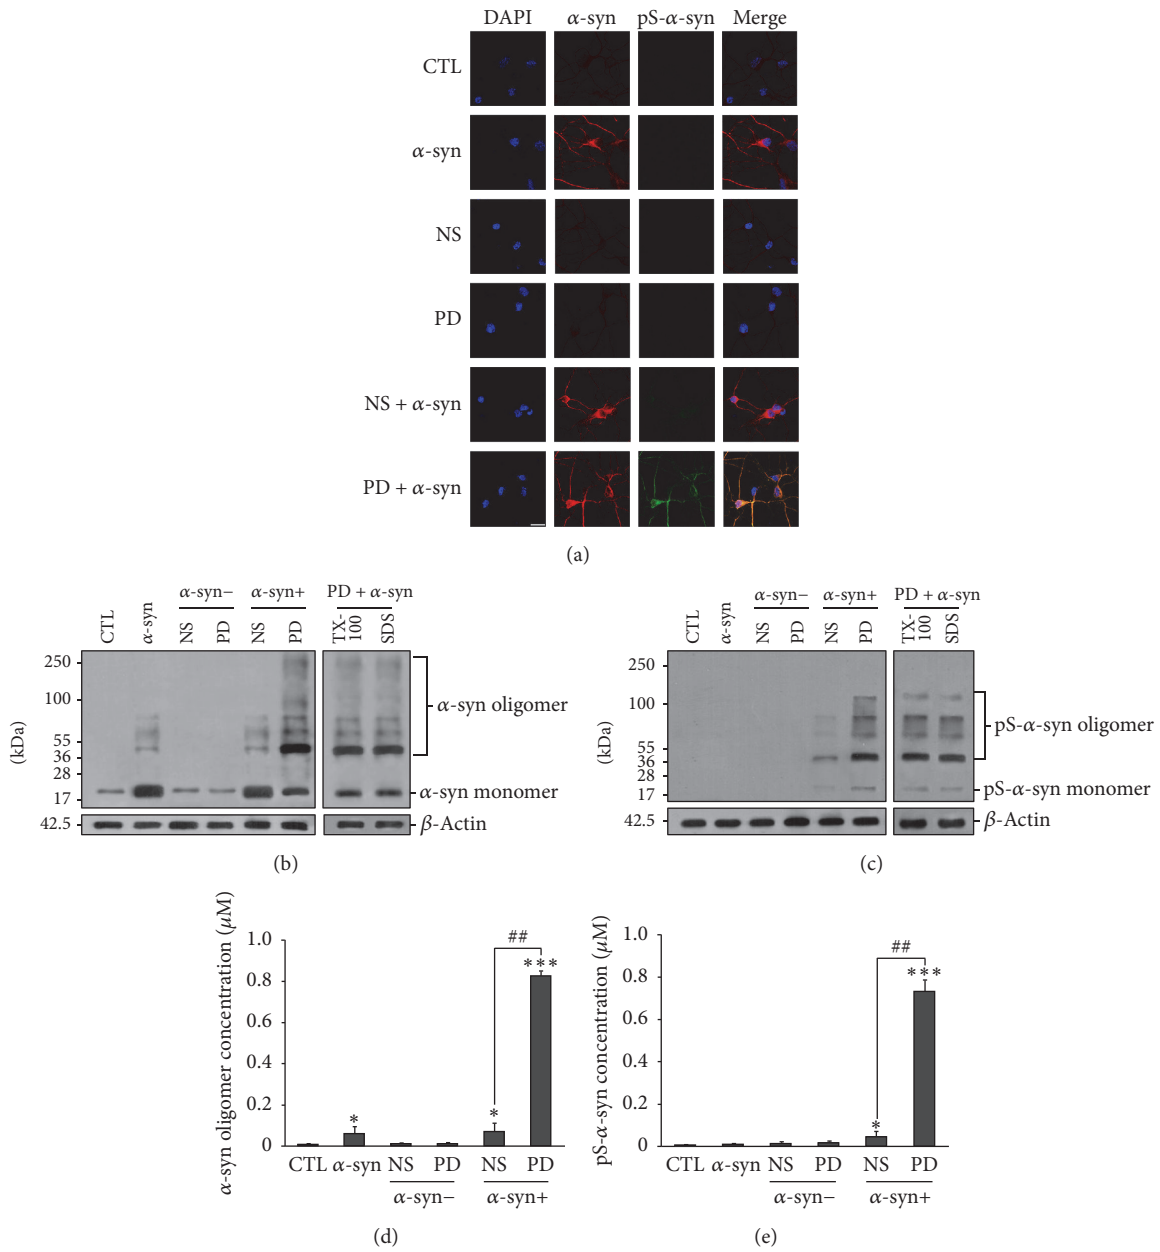 DAPI α-syn pS-α-syn Merge
CTL
α-syn
NS
PD
NS + α-syn
PD + α-syn
(a)
α-syn− α-syn+ PD + α-syn
CTL α-syn NS PD NS PD TX-100 SDS
250
100
55
36
28
17
42.5
(kDa)
α-syn oligomer
α-syn monomer
β-Actin
(b)
α-syn− α-syn+ PD + α-syn
CTL α-syn NS PD NS PD TX-100 SDS
250
100
55
36
28
17
42.5
(kDa)
pS-α-syn oligomer
pS-α-syn monomer
β-Actin
(c)
α-syn oligomer concentration (μM)
1.0
0.8
0.6
0.4
0.2
0
*
*
##
***
CTL α-syn NS PD NS PD
α-syn− α-syn+
(d)
pS-α-syn concentration (μM)
1.0
0.8
0.6
0.4
0.2
0
*
##
***
CTL α-syn NS PD NS PD
α-syn− α-syn+
(e)